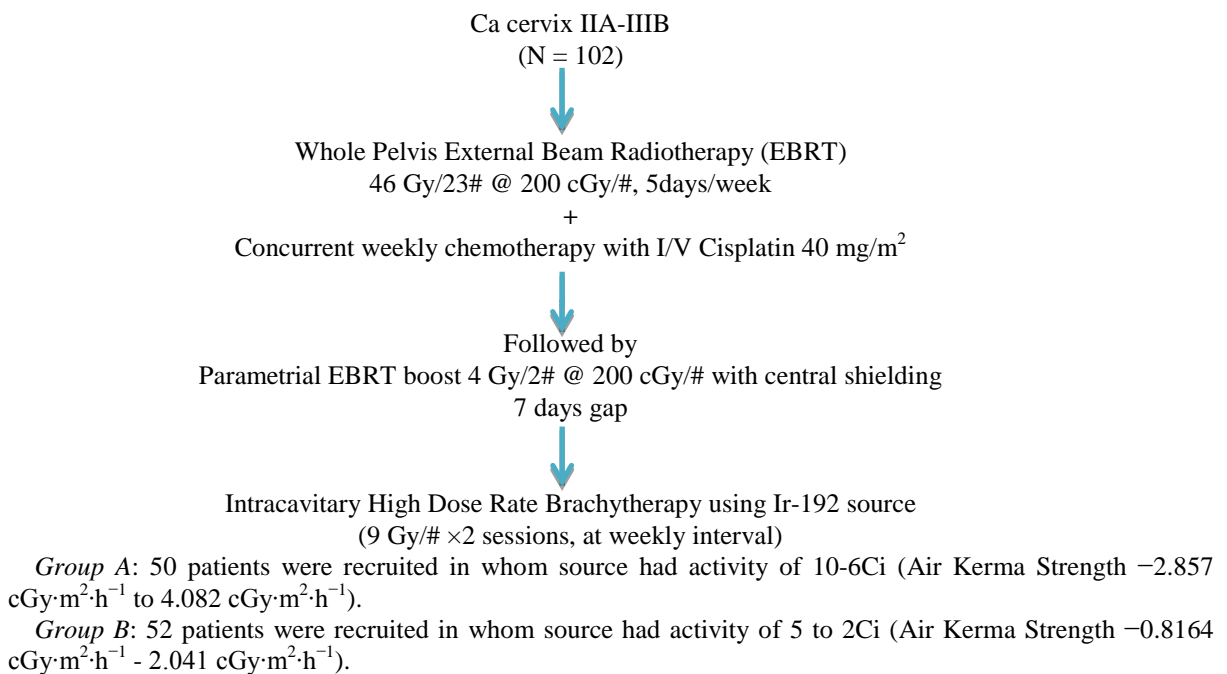 Ca cervix IIA-IIIB
(N = 102)
Whole Pelvis External Beam Radiotherapy (EBRT)
46 Gy/23# @ 200 cGy/#, 5days/week
+
Concurrent weekly chemotherapy with I/V Cisplatin 40 mg/m²
Followed by
Parametrial EBRT boost 4 Gy/2# @ 200 cGy/# with central shielding
7 days gap
Intracavitary High Dose Rate Brachytherapy using Ir-192 source
(9 Gy/# ×2 sessions, at weekly interval)
Group A: 50 patients were recruited in whom source had activity of 10-6Ci (Air Kerma Strength −2.857
cGy·m²·h⁻¹ to 4.082 cGy·m²·h⁻¹).
Group B: 52 patients were recruited in whom source had activity of 5 to 2Ci (Air Kerma Strength −0.8164
cGy·m²·h⁻¹ - 2.041 cGy·m²·h⁻¹).